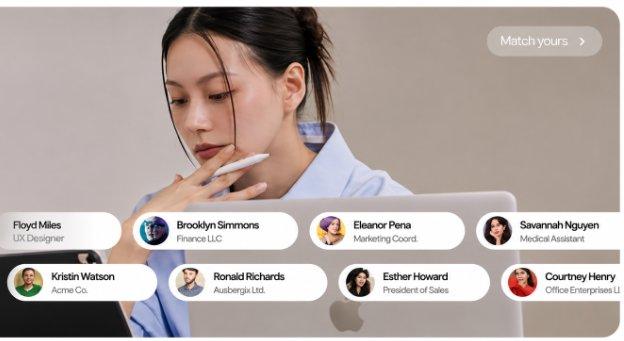 Match yours
Floyd Miles
UX Designer
Brooklyn Simmons
Finance LLC
Eleanor Pena
Marketing Coord.
Savannah Nguyen
Medical Assistant
Kristin Watson
Acme Co.
Ronald Richards
Ausbergix Ltd.
Esther Howard
President of Sales
Courtney Henry
Office Enterprises